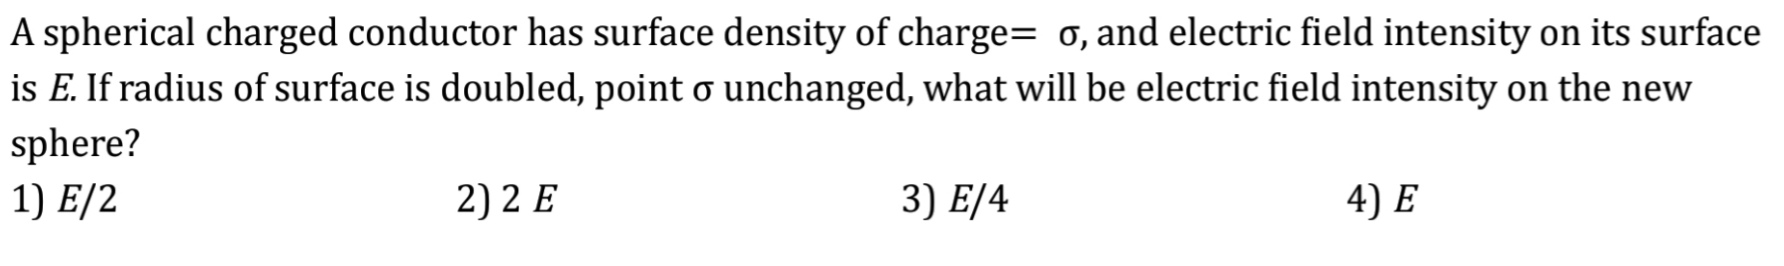 A spherical charged conductor has surface density of charge= σ, and electric field intensity on its surface
is E. If radius of surface is doubled, point σ unchanged, what will be electric field intensity on the new
sphere?
1) E/2 2) 2 E 3) E/4 4) E